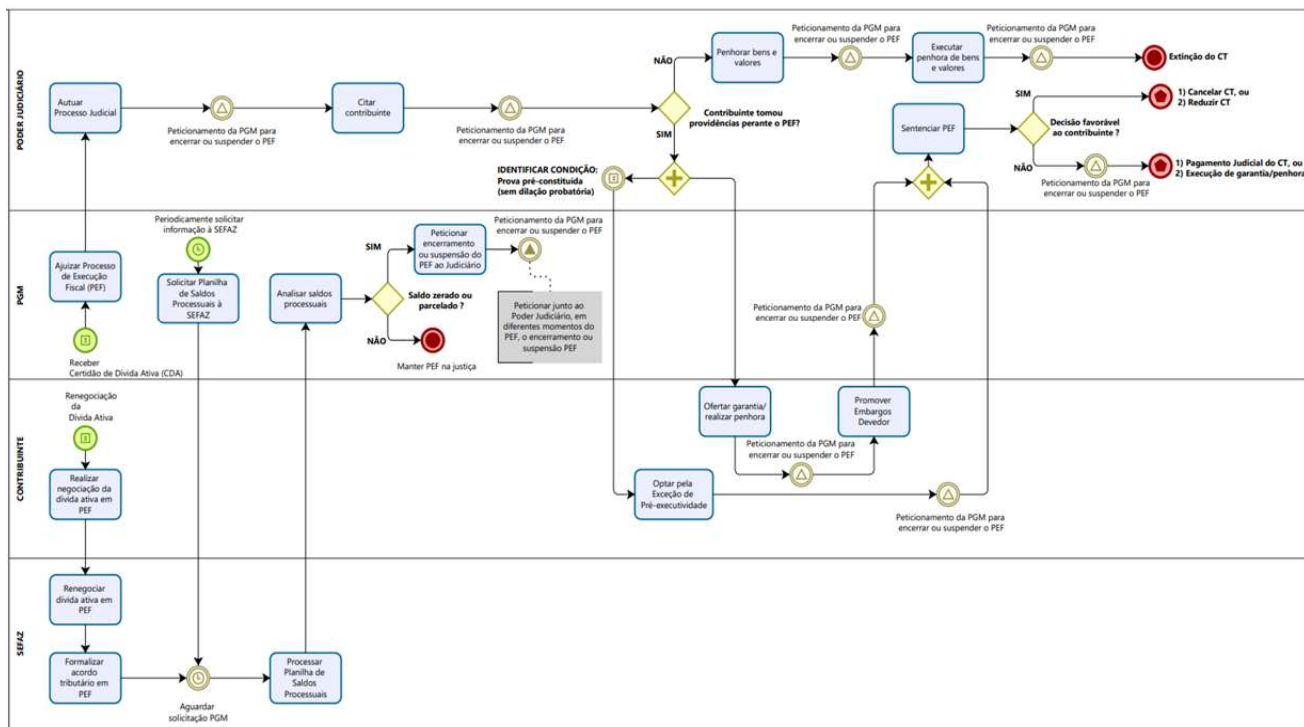 PODER JUDICIÁRIO
Autuar
Processo Judicial
Peticionamento da PGM para
encerrar ou suspender o PEF
Citar
contribuinte
Peticionamento da PGM para
encerrar ou suspender o PEF
NÃO
Penhorar bens e
valores
Peticionamento da PGM para
encerrar ou suspender o PEF
Executar
penhora de bens
e valores
Peticionamento da PGM para
encerrar ou suspender o PEF
Extinção do CT
Contribuinte tomou
providências perante o PEF?
SIM
IDENTIFICAR CONDIÇÃO:
Prova pré-constituída
(sem dilação probatória)
Sentenciar PEF
SIM
1) Cancelar CT, ou
2) Reduzir CT
Decisão favorável
ao contribuinte ?
NÃO
Peticionamento da PGM para
encerrar ou suspender o PEF
1) Pagamento Judicial do CT, ou
2) Execução de garantia/penhora
PGM
Ajuizar Processo
de Execução
Fiscal (PEF)
Receber
Certidão de Dívida Ativa (CDA)
Periodicamente solicitar
informação à SEFAZ
Solicitar Planilha
de Saldos
Processuais à
SEFAZ
Analisar saldos
processuais
SIM
Peticionar
encerramento
ou suspensão do
PEF ao Judiciário
Peticionamento da PGM para
encerrar ou suspender o PEF
Saldo zerado ou
parcelado ?
NÃO
Manter PEF na justiça
Peticionar junto ao
Poder Judiciário, em
diferentes momentos do
PEF, o encerramento ou
suspensão PEF
Peticionamento da PGM para
encerrar ou suspender o PEF
CONTRIBUINTE
Renegociação
da
Dívida Ativa
Realizar
negociação da
dívida ativa em
PEF
Ofertar garantia/
realizar penhora
Peticionamento da PGM para
encerrar ou suspender o PEF
Promover
Embargos
Devedor
Optar pela
Exceção de
Pré-executividade
Peticionamento da PGM para
encerrar ou suspender o PEF
SEFAZ
Renegociar
dívida ativa em
PEF
Formalizar
acordo
tributário em
PEF
Aguardar
solicitação PGM
Processar
Planilha de
Saldos
Processuais